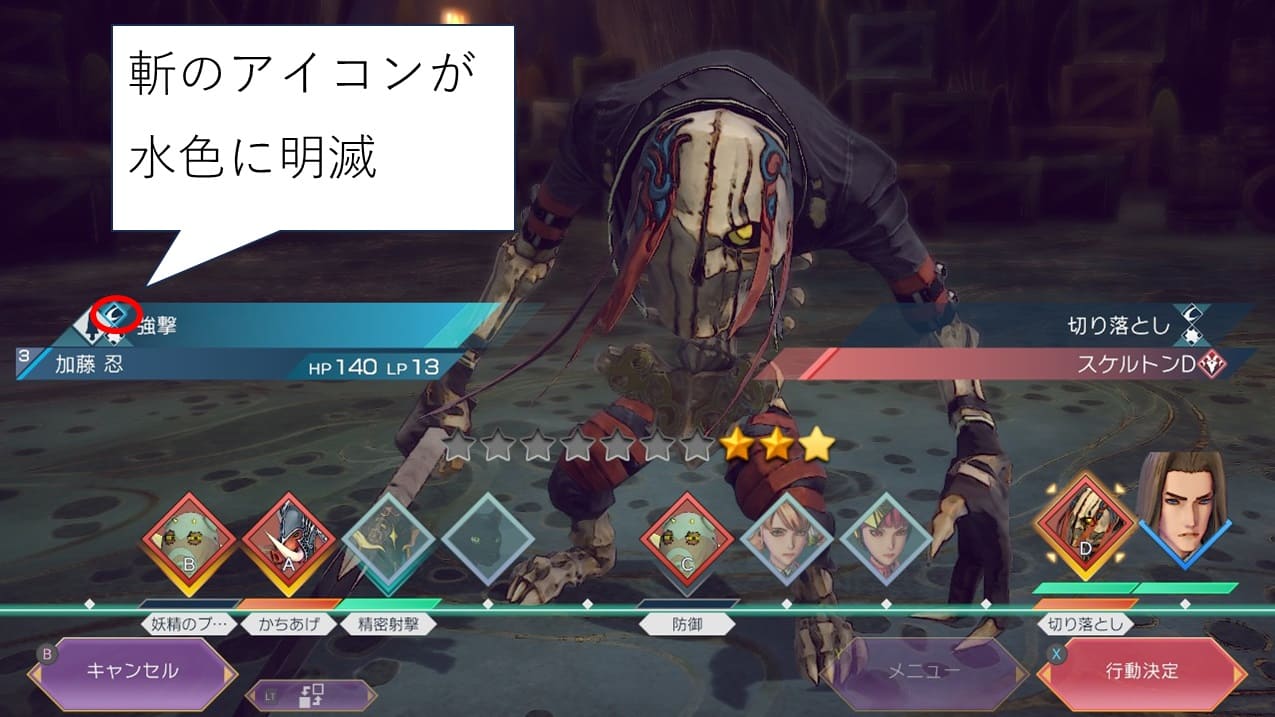 斬のアイコンが
水色に明滅
強撃
切り落とし
3 加藤 忍 HP 140 LP 13
スケルトンD
B
A
C
D
妖精のプ…
かちあげ
精密射撃
防御
切り落とし
B キャンセル
LT
Y メニュー
X 行動決定